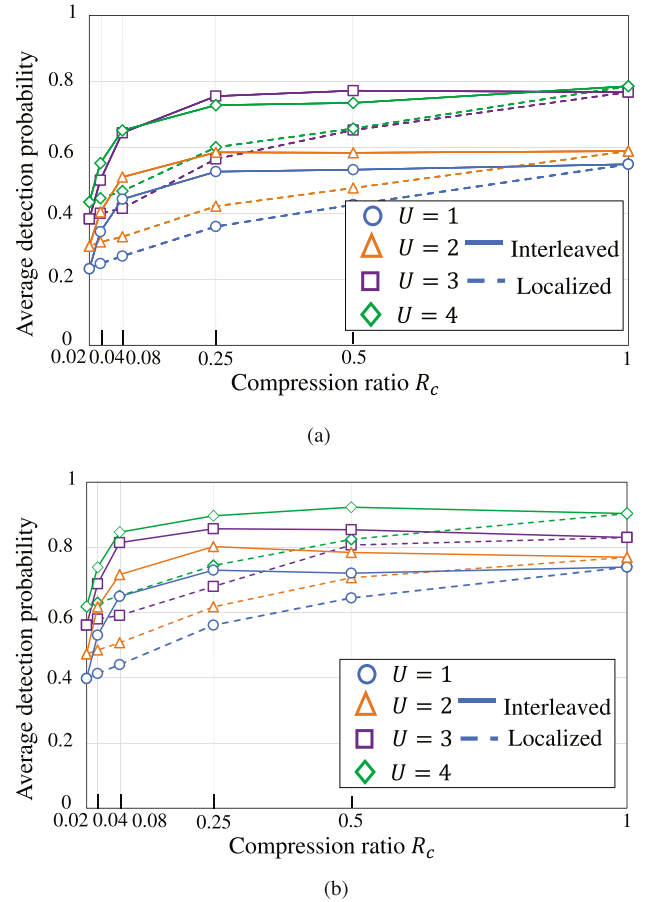 1
0.8
0.6
0.4
0.2
0
Average detection probability
U = 1
U = 2
U = 3
U = 4
Interleaved
Localized
0.02 0.04 0.08 0.25 0.5 1
Compression ratio R_c
(a)
1
0.8
0.6
0.4
0.2
0
Average detection probability
U = 1
U = 2
U = 3
U = 4
Interleaved
Localized
0.02 0.04 0.08 0.25 0.5 1
Compression ratio R_c
(b)